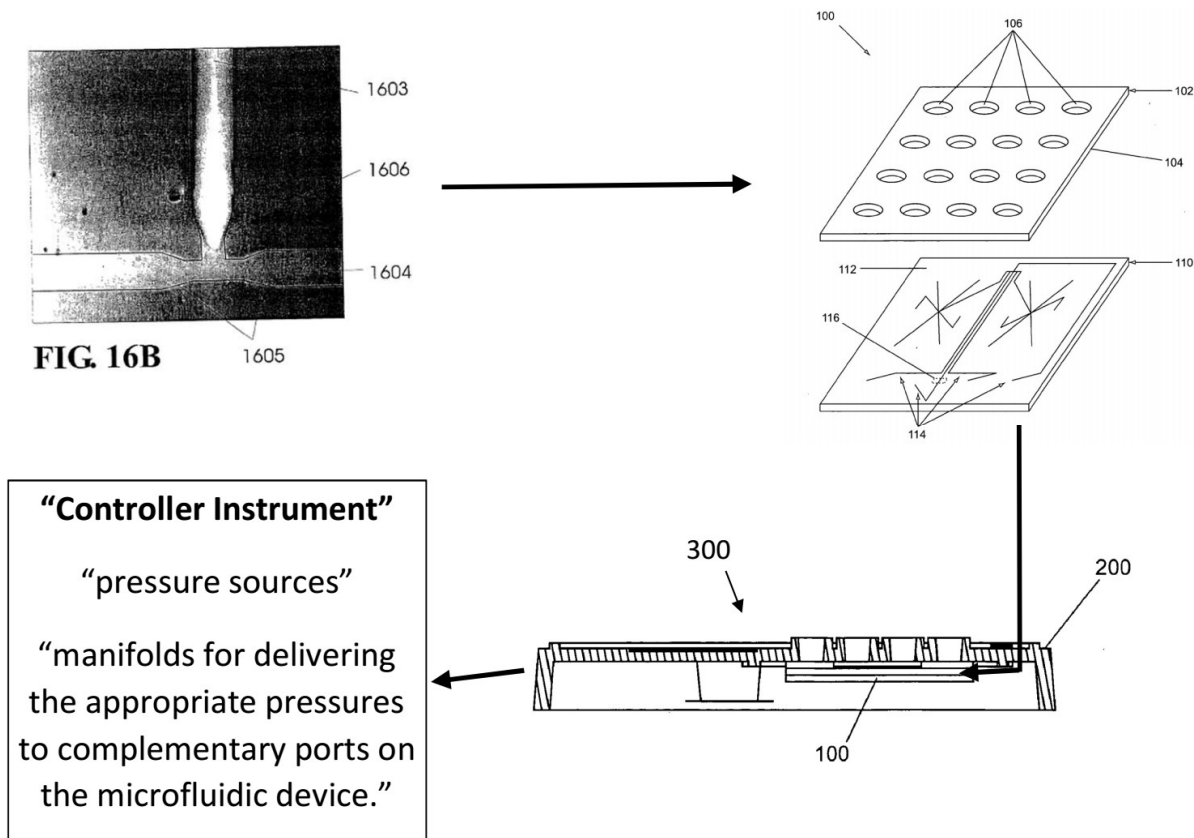 1603
1606
1604
1605
FIG. 16B
100
106
102
104
112
110
116
114
“Controller Instrument”
“pressure sources”
“manifolds for delivering
the appropriate pressures
to complementary ports on
the microfluidic device.”
300
200
100